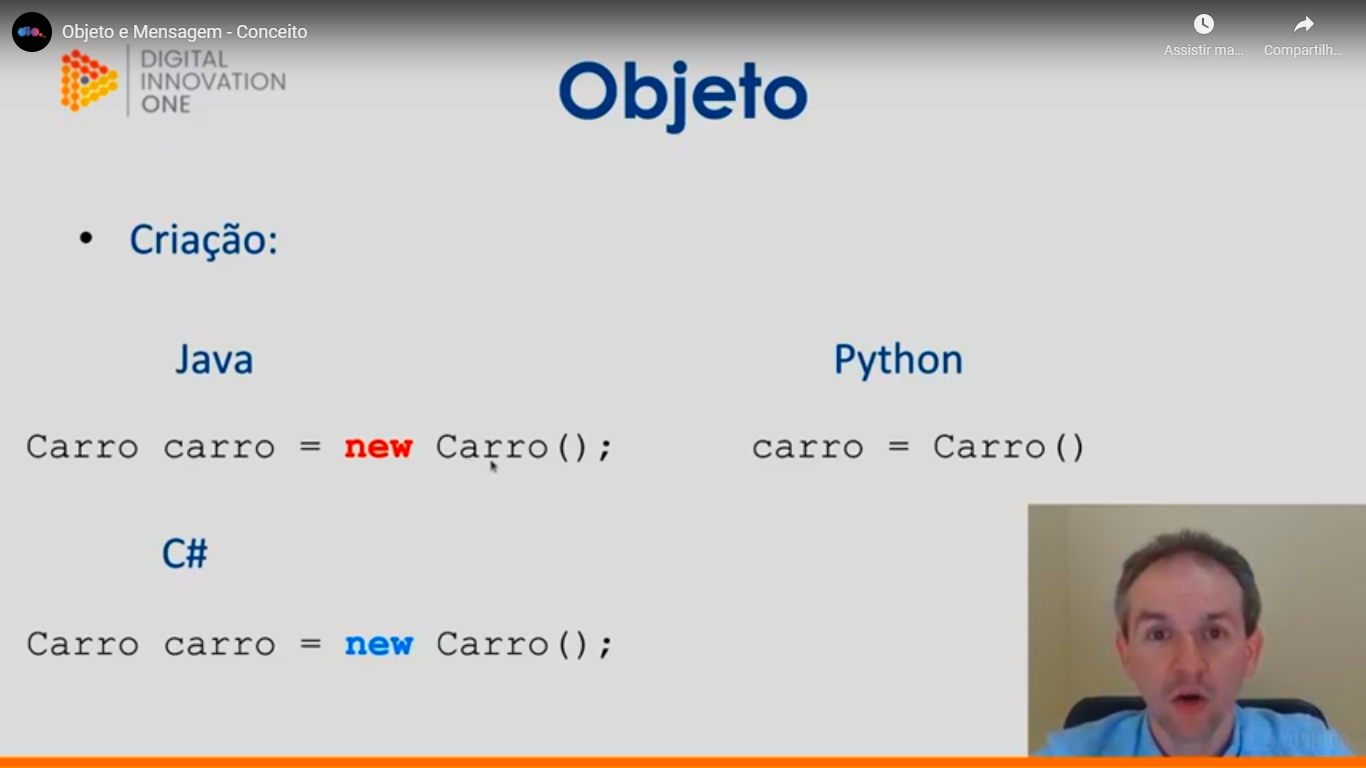 Objeto e Mensagem - Conceito
Assistir ma...
Compartilh...
DIGITAL
INNOVATION
ONE
Objeto
• Criação:
Java
Python
Carro carro = new Carro();
carro = Carro()
C#
Carro carro = new Carro();